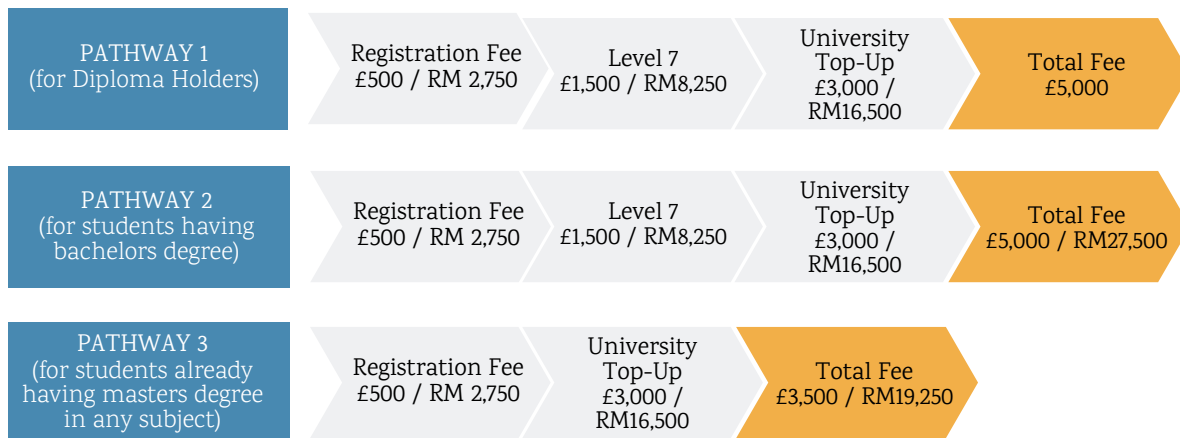 PATHWAY 1
(for Diploma Holders)
Registration Fee
£500 / RM 2,750
Level 7
£1,500 / RM8,250
University
Top-Up
£3,000 /
RM16,500
Total Fee
£5,000
PATHWAY 2
(for students having
bachelors degree)
Registration Fee
£500 / RM 2,750
Level 7
£1,500 / RM8,250
University
Top-Up
£3,000 /
RM16,500
Total Fee
£5,000 / RM27,500
PATHWAY 3
(for students already
having masters degree
in any subject)
Registration Fee
£500 / RM 2,750
University
Top-Up
£3,000 /
RM16,500
Total Fee
£3,500 / RM19,250